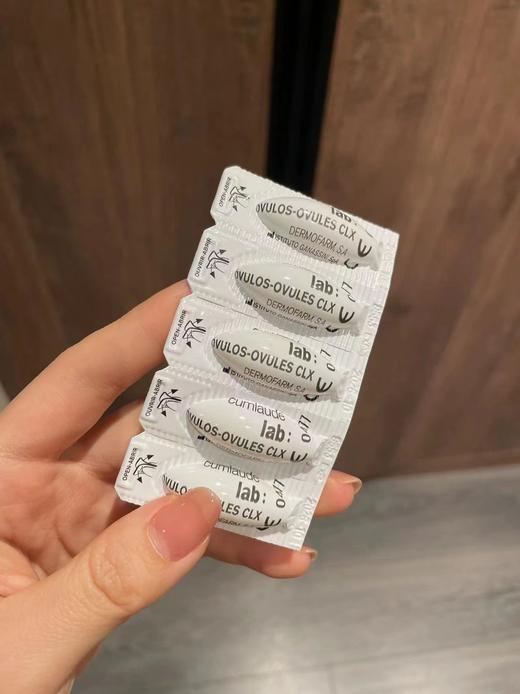 OPEN-ABRIR
lab:
OVULOS-OVULES CLX
DERMOFARM S.A
ISTITUTO GANASSINI SpA
OUVRIR-ABRIR
lab:
OVULOS-OVULES CLX
DERMOFARM S.A
ISTITUTO GANASSINI
OPEN-ABRIR
lab:
OVULOS-OVULES CLX
DERMOFARM S.A
OUVRIR-ABRIR
cumlaude
lab:
OVULOS-OVULES CLX
OPEN-ABRIR
cumlaude
lab:
OVULOS-OVULES CLX